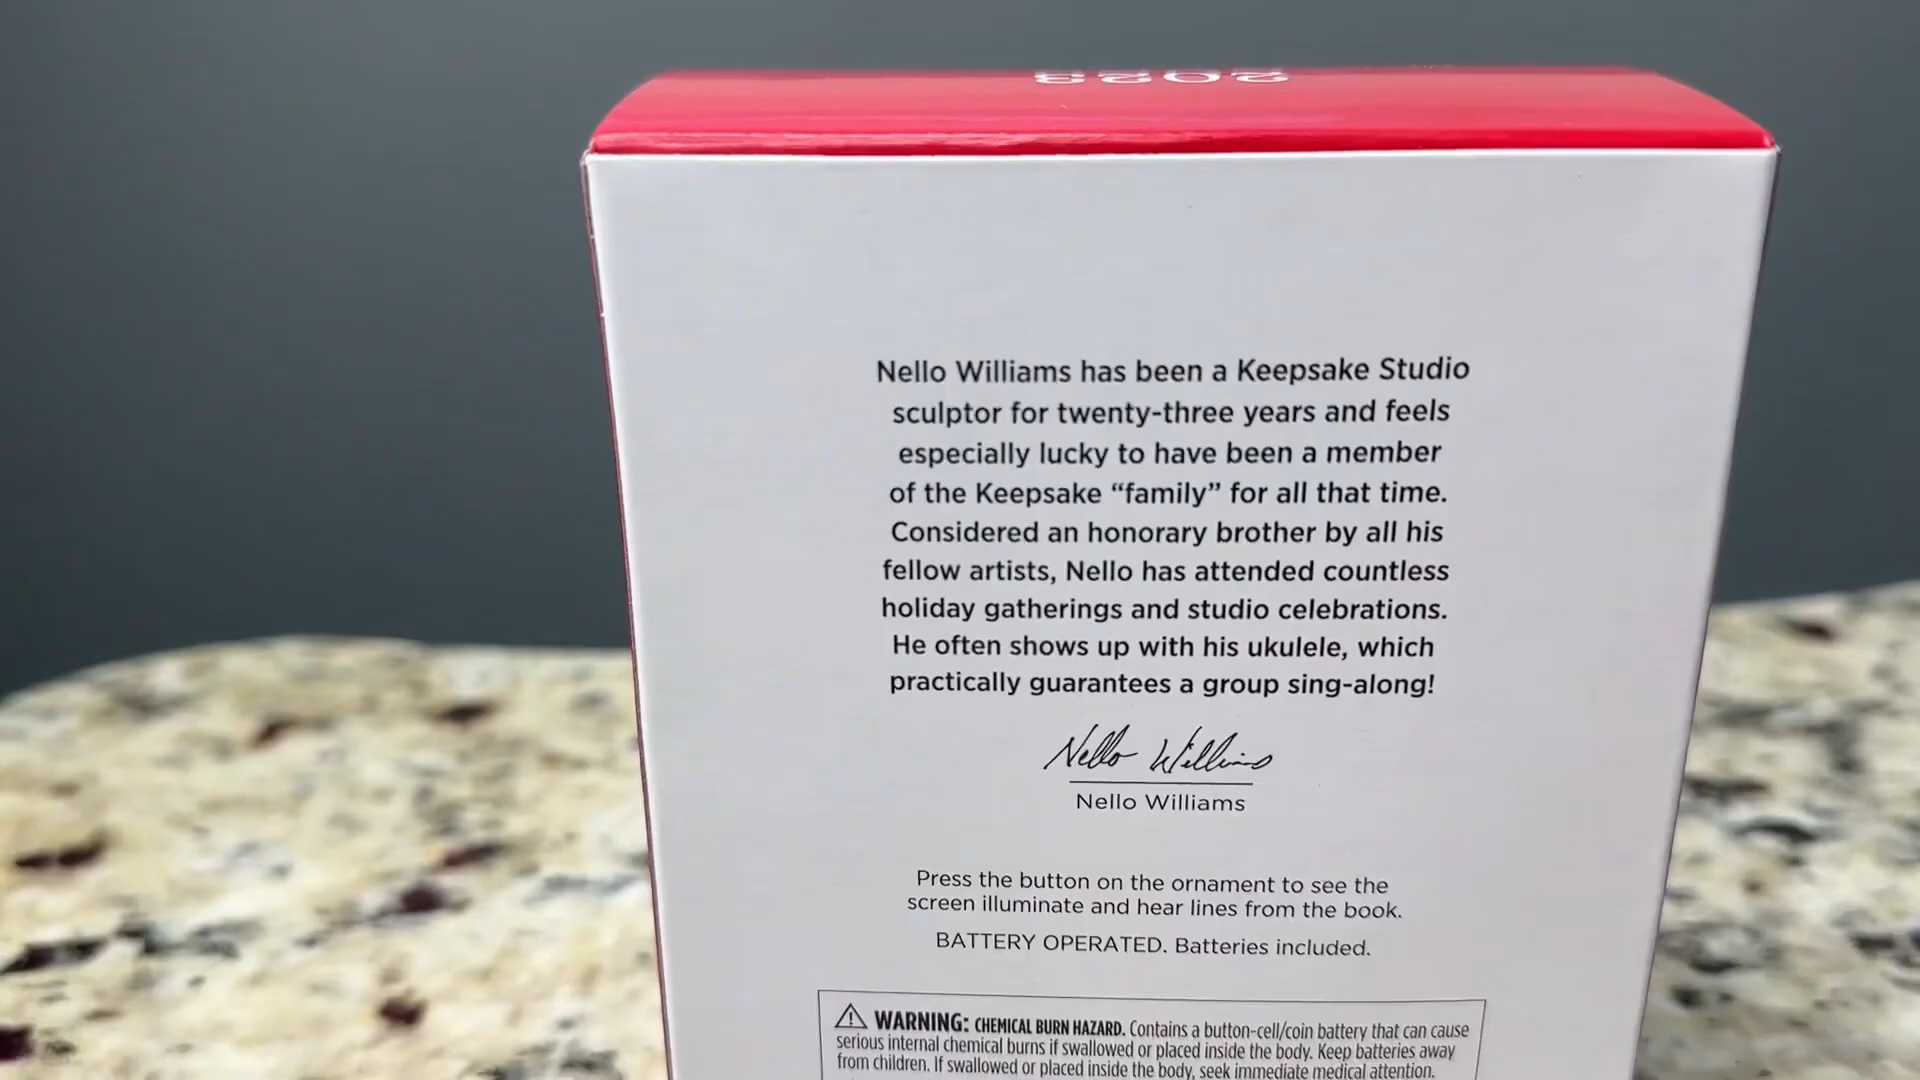 2023
Nello Williams has been a Keepsake Studio
sculptor for twenty-three years and feels
especially lucky to have been a member
of the Keepsake “family” for all that time.
Considered an honorary brother by all his
fellow artists, Nello has attended countless
holiday gatherings and studio celebrations.
He often shows up with his ukulele, which
practically guarantees a group sing-along!
Nello Williams
Nello Williams
Press the button on the ornament to see the
screen illuminate and hear lines from the book.
BATTERY OPERATED. Batteries included.
WARNING: CHEMICAL BURN HAZARD. Contains a button-cell/coin battery that can cause
serious internal chemical burns if swallowed or placed inside the body. Keep batteries away
from children. If swallowed or placed inside the body, seek immediate medical attention.